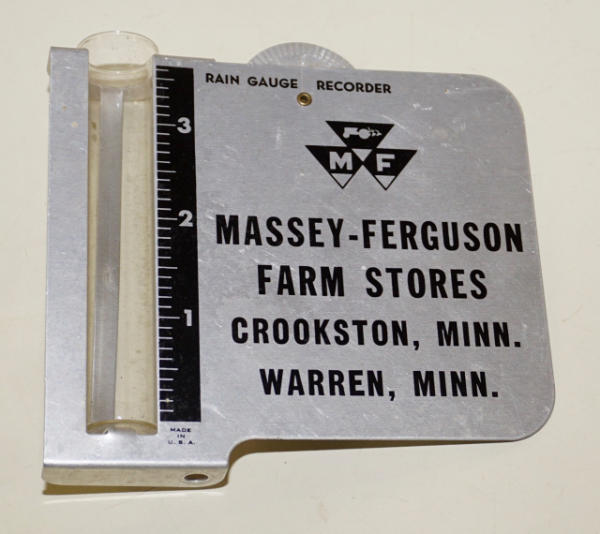 RAIN GAUGE RECORDER
M F
MASSEY-FERGUSON
FARM STORES
CROOKSTON, MINN.
WARREN, MINN.
3
2
1
MADE
IN
U.S.A.